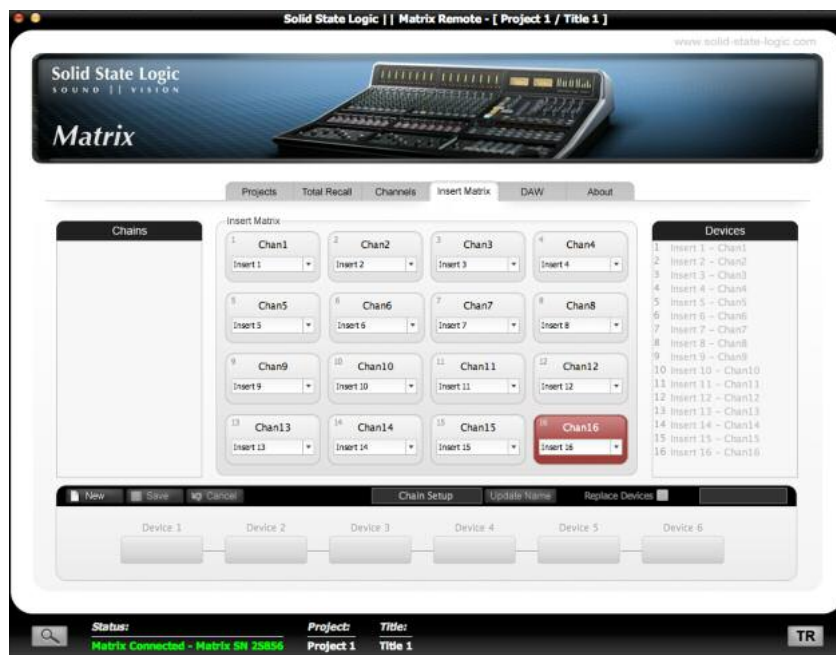 Solid State Logic || Matrix Remote - [ Project 1 / Title 1 ]
www.solid-state-logic.com
Solid State Logic
SOUND || VISION
Matrix
Projects Total Recall Channels Insert Matrix DAW About
Chains
Insert Matrix
1 Chan1 2 Chan2 3 Chan3 4 Chan4
Insert 1 Insert 2 Insert 3 Insert 4
5 Chan5 6 Chan6 7 Chan7 8 Chan8
Insert 5 Insert 6 Insert 7 Insert 8
9 Chan9 10 Chan10 11 Chan11 12 Chan12
Insert 9 Insert 10 Insert 11 Insert 12
13 Chan13 14 Chan14 15 Chan15 16 Chan16
Insert 13 Insert 14 Insert 15 Insert 16
Devices
1 Insert 1 - Chan1
2 Insert 2 - Chan2
3 Insert 3 - Chan3
4 Insert 4 - Chan4
5 Insert 5 - Chan5
6 Insert 6 - Chan6
7 Insert 7 - Chan7
8 Insert 8 - Chan8
9 Insert 9 - Chan9
10 Insert 10 - Chan10
11 Insert 11 - Chan11
12 Insert 12 - Chan12
13 Insert 13 - Chan13
14 Insert 14 - Chan14
15 Insert 15 - Chan15
16 Insert 16 - Chan16
New Save Cancel Chain Setup Update Name Replace Devices
Device 1 Device 2 Device 3 Device 4 Device 5 Device 6
Status: Project: Title:
Matrix Connected - Matrix SN 25856 Project 1 Title 1
TR